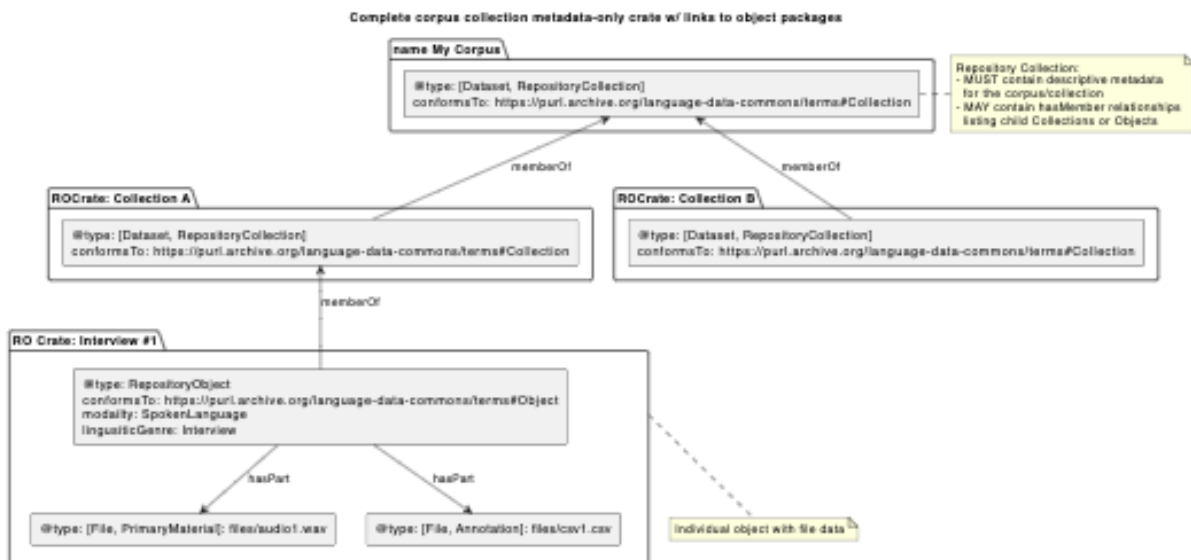 Complete corpus collection metadata-only crate w/ links to object packages
name My Corpus
@type: [Dataset, RepositoryCollection]
conformsTo: https://purl.archive.org/language-data-commons/terms#Collection
Repository Collection:
- MUST contain descriptive metadata
for the corpus/collection
- MAY contain hasMember relationships
listing child Collections or Objects
memberOf
memberOf
ROCrate: Collection A
@type: [Dataset, RepositoryCollection]
conformsTo: https://purl.archive.org/language-data-commons/terms#Collection
ROCrate: Collection B
@type: [Dataset, RepositoryCollection]
conformsTo: https://purl.archive.org/language-data-commons/terms#Collection
memberOf
RO Crate: Interview #1
@type: RepositoryObject
conformsTo: https://purl.archive.org/language-data-commons/terms#Object
modality: SpokenLanguage
lingusiticGenre: Interview
hasPart
hasPart
@type: [File, PrimaryMaterial]: files/audio1.wav
@type: [File, Annotation]: files/csv1.csv
Individual object with file data